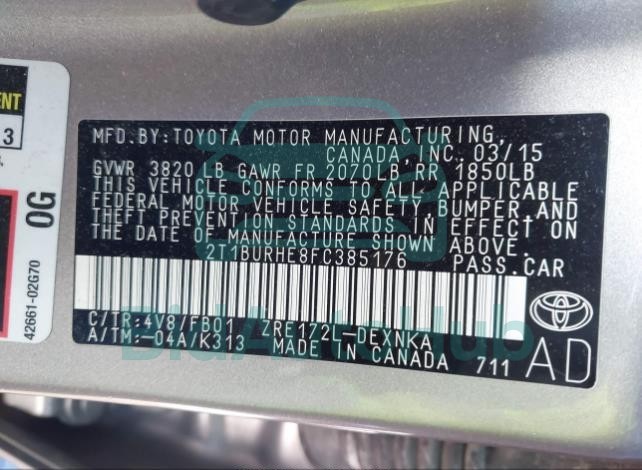 ENT
3
0G
42661-02G70
MFD.BY:TOYOTA MOTOR MANUFACTURING,
CANADA, INC. 03/15
GVWR 3820 LB GAWR FR 2070LB RR 1850LB
THIS VEHICLE CONFORMS TO ALL APPLICABLE
FEDERAL MOTOR VEHICLE SAFETY, BUMPER AND
THEFT PREVENTION STANDARDS IN EFFECT ON
THE DATE OF MANUFACTURE SHOWN ABOVE.
2T1BURHE8FC385176 PASS.CAR
C/TR:4V8/FB01 ZRE172L-DEXNKA
A/TM:-04A/K313 MADE IN CANADA 711
AD
BidAutoHub